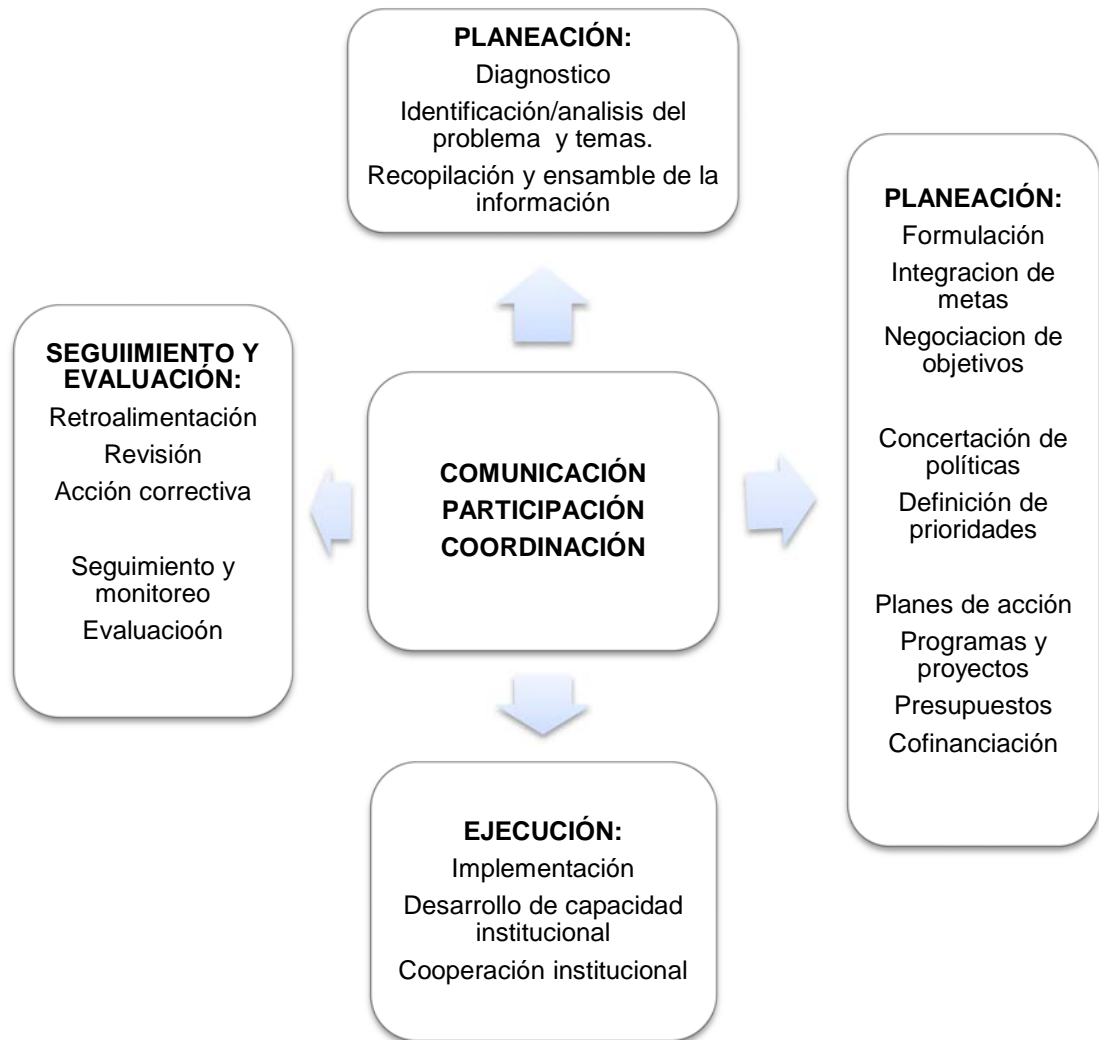 PLANEACIÓN:
Diagnostico
Identificación/analisis del
problema y temas.
Recopilación y ensamble de la
información
PLANEACIÓN:
Formulación
Integracion de
metas
Negociacion de
objetivos
Concertación de
políticas
Definición de
prioridades
Planes de acción
Programas y
proyectos
Presupuestos
Cofinanciación
SEGUIIMIENTO Y
EVALUACIÓN:
Retroalimentación
Revisión
Acción correctiva
Seguimiento y
monitoreo
Evaluacioón
COMUNICACIÓN
PARTICIPACIÓN
COORDINACIÓN
EJECUCIÓN:
Implementación
Desarrollo de capacidad
institucional
Cooperación institucional